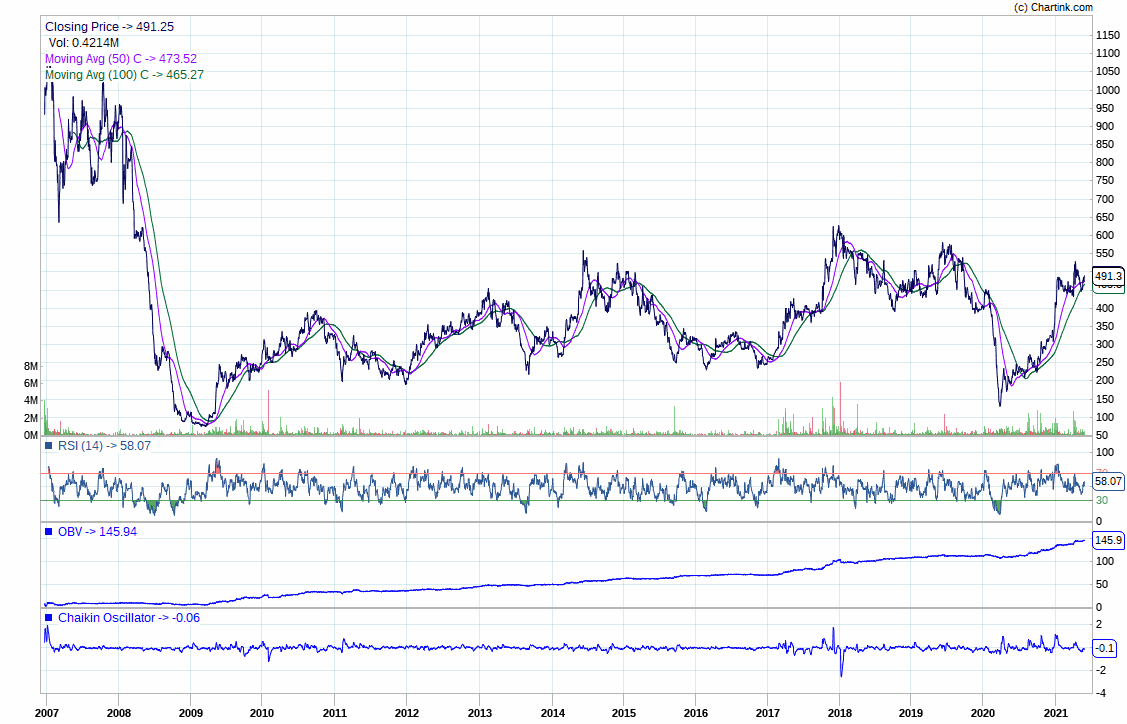 (c) Chartink.com
Closing Price -> 491.25
Vol: 0.4214M
Moving Avg (50) C -> 473.52
Moving Avg (100) C -> 465.27
1150
1100
1050
1000
950
900
850
800
750
700
650
600
550
491.3
400
350
300
250
200
150
100
50
8M
6M
4M
2M
0M
RSI (14) -> 58.07
100
70
58.07
30
0
OBV -> 145.94
145.9
100
50
0
Chaikin Oscillator -> -0.06
2
-0.1
-2
-4
2007 2008 2009 2010 2011 2012 2013 2014 2015 2016 2017 2018 2019 2020 2021